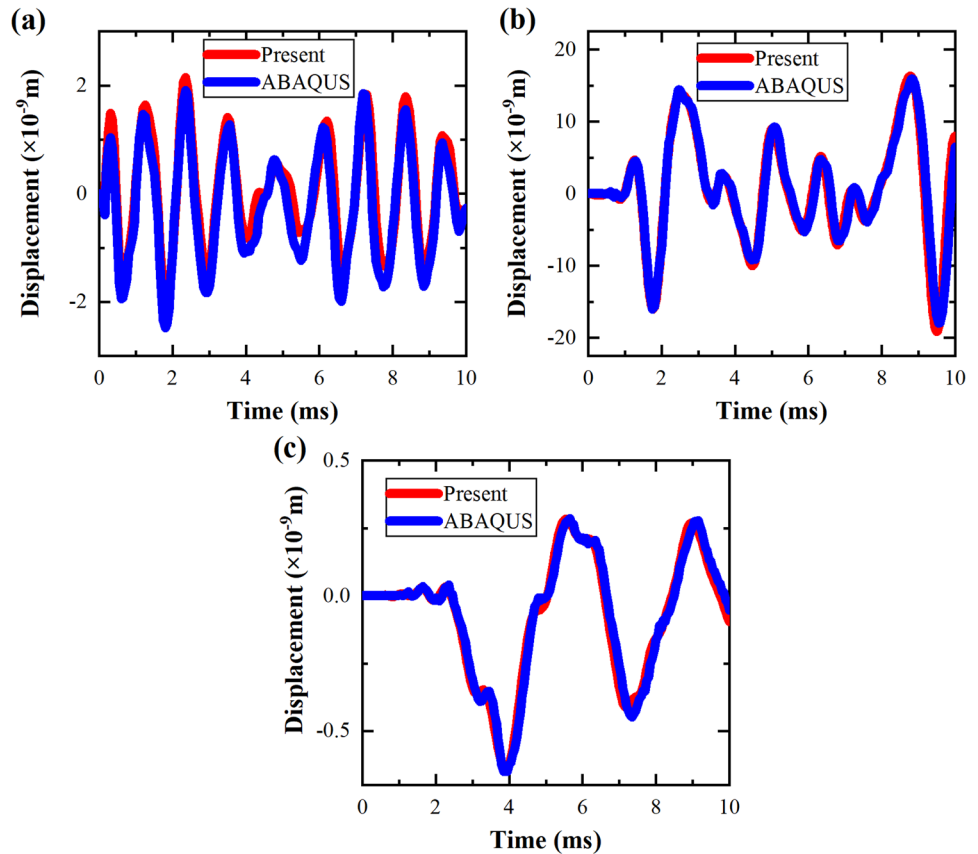 (a)
Present
ABAQUS
2
0
-2
0 2 4 6 8 10
Displacement (×10⁻⁹m)
Time (ms)
(b)
Present
ABAQUS
20
10
0
-10
-20
0 2 4 6 8 10
Displacement (×10⁻⁹m)
Time (ms)
(c)
Present
ABAQUS
0.5
0.0
-0.5
0 2 4 6 8 10
Displacement (×10⁻⁹m)
Time (ms)